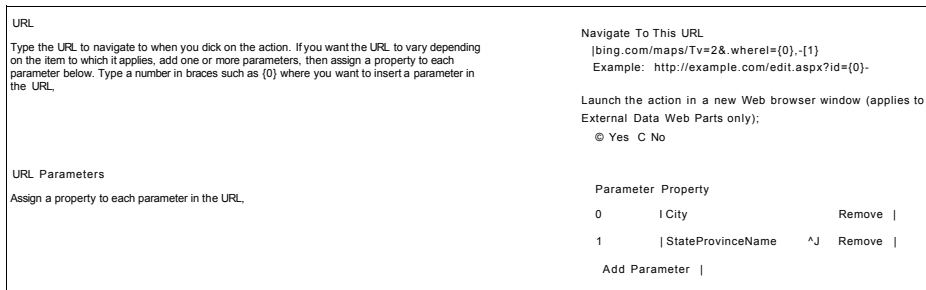 URL
Type the URL to navigate to when you dick on the action. If you want the URL to vary depending
on the item to which it applies, add one or more parameters, then assign a property to each
parameter below. Type a number in braces such as {0} where you want to insert a parameter in
the URL,
Navigate To This URL
|bing.com/maps/Tv=2&.wherel={0},-[1}
Example: http://example.com/edit.aspx?id={0}-
Launch the action in a new Web browser window (applies to
External Data Web Parts only);
© Yes C No
URL Parameters
Assign a property to each parameter in the URL,
Parameter Property
0 I City Remove |
1 | StateProvinceName ^J Remove |
Add Parameter |